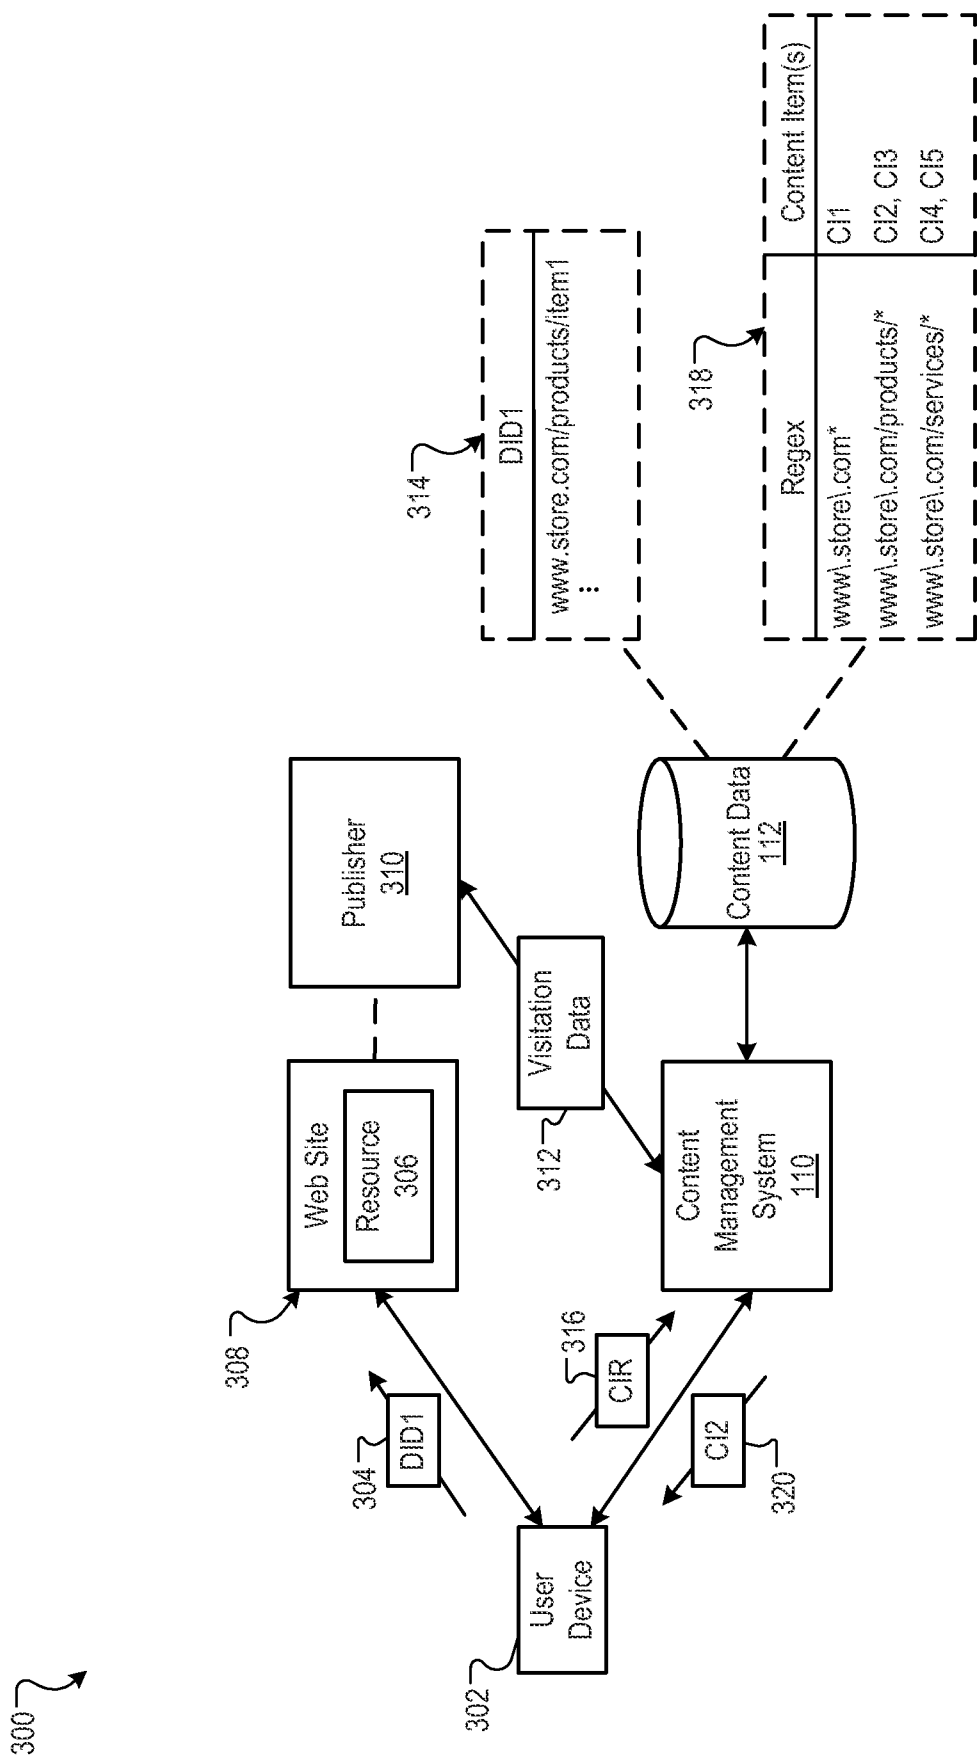 300
308
Web Site
Resource
306
Publisher
310
304
DID1
302
User
Device
316
CIR
CI2
320
312
Visitation
Data
Content
Management
System
110
Content Data
112
314
DID1
www.store.com/products/item1
...
318
Regex Content Item(s)
www\.store\.com* CI1
www\.store\.com/products/* CI2, CI3
www\.store\.com/services/* CI4, CI5